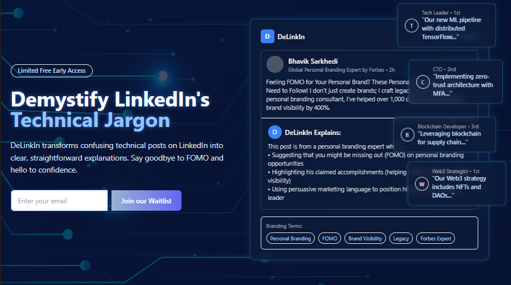 Limited Free Early Access
Demystify LinkedIn's
Technical Jargon
DeLinkIn transforms confusing technical posts on LinkedIn into
clear, straightforward explanations. Say goodbye to FOMO and
hello to confidence.
Enter your email
Join our Waitlist
D
DeLinkIn
Bhavik Sarkhedi
Global Personal Branding Expert by Forbes • 2h
Feeling FOMO for Your Personal Brand? These Personal
Need to Follow! I don't just create brands; I craft legac
personal branding consultant, I've helped over 1,000 c
brand visibility by 400%.
D
DeLinkIn Explains:
This post is from a personal branding expert wh
• Suggesting that you might be missing out (FOMO) on personal branding
opportunities
• Highlighting his claimed accomplishments (helping
visibility)
• Using persuasive marketing language to position hi
leader
Branding Terms:
Personal Branding
FOMO
Brand Visibility
Legacy
Forbes Expert
T
Tech Leader • 1st
"Our new ML pipeline
with distributed
TensorFlow..."
C
CTO • 2nd
"Implementing zero-
trust architecture with
MFA..."
B
Blockchain Developer • 3rd
"Leveraging blockchain
for supply chain..."
W
Web3 Strategist • 1st
"Our Web3 strategy
includes NFTs and
DAOs..."